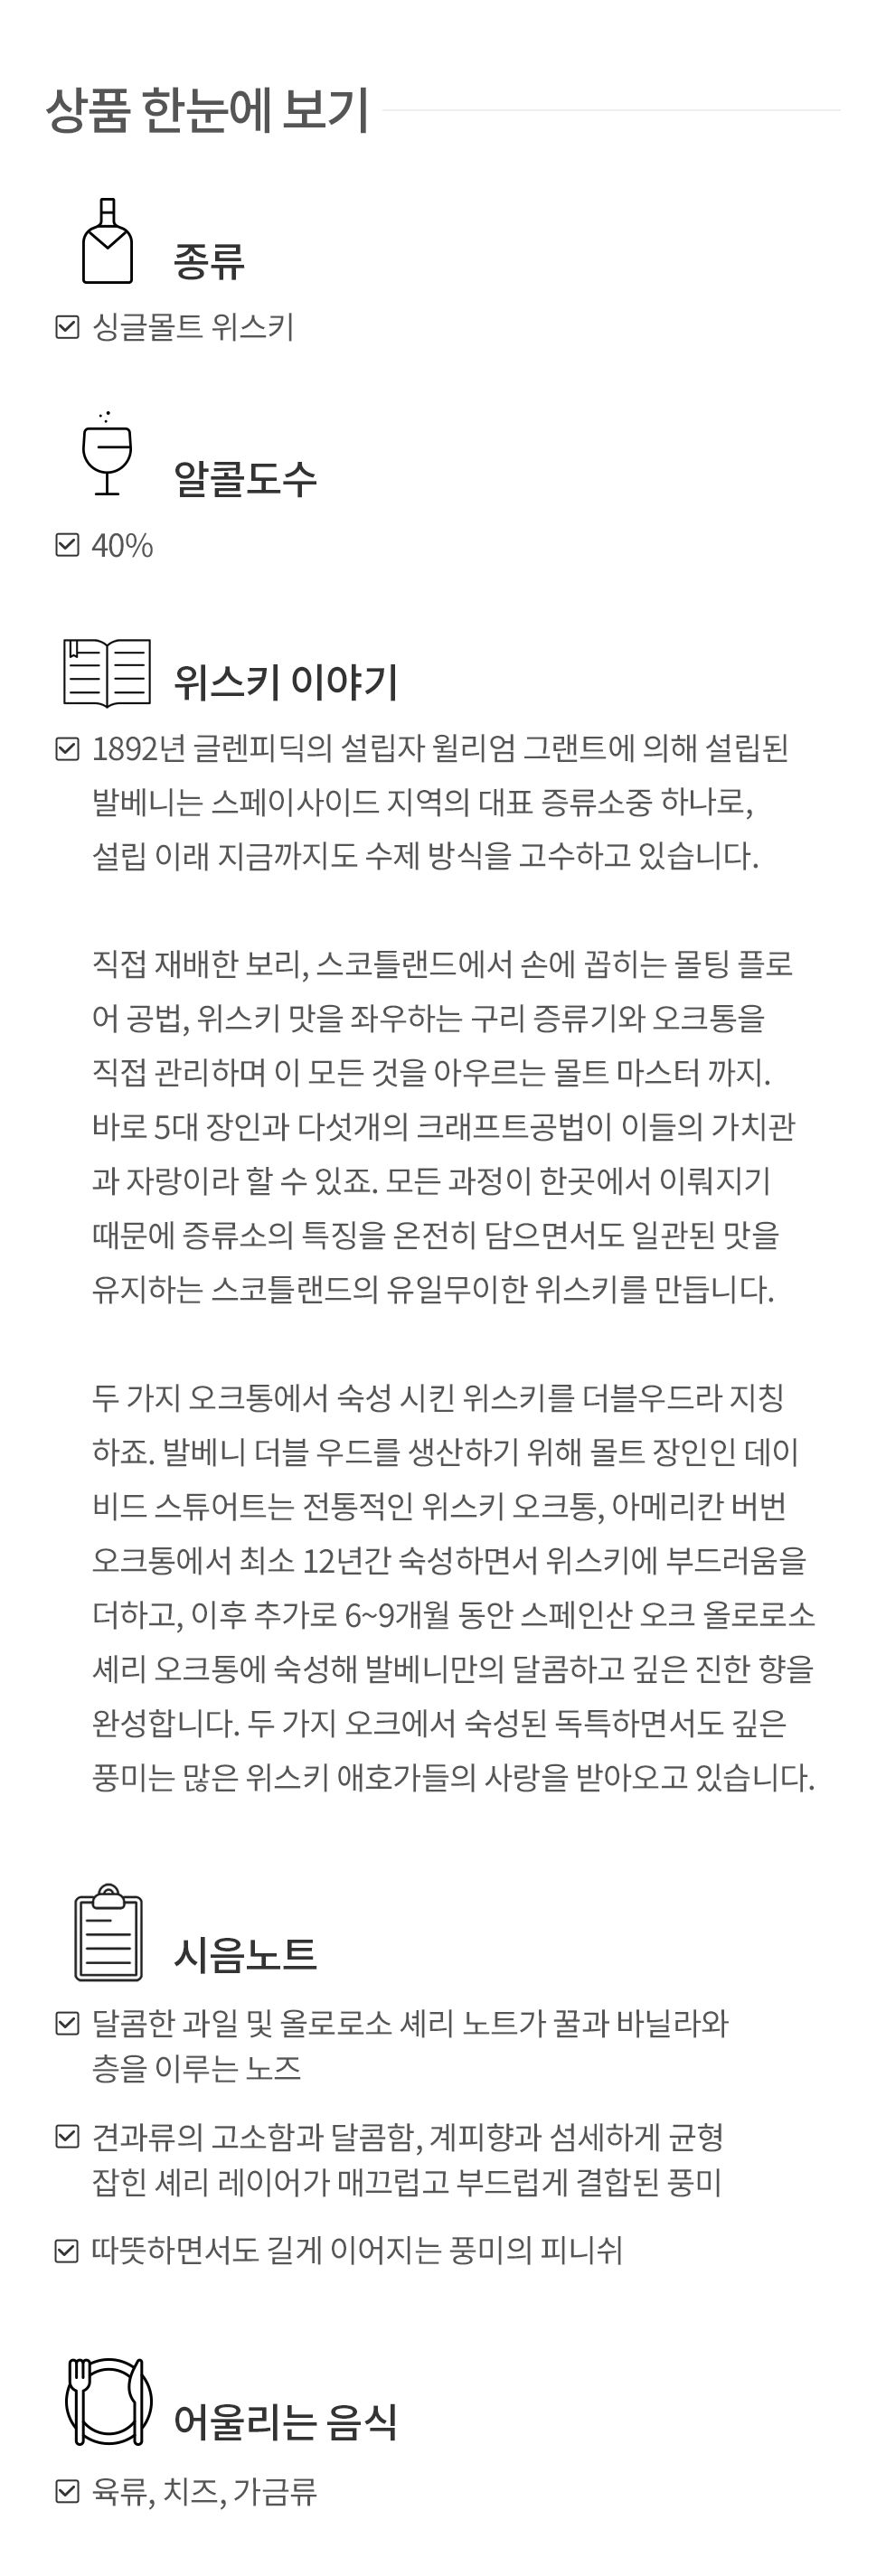 상품 한눈에 보기
종류
싱글몰트 위스키
알콜도수
40%
위스키 이야기
1892년 글렌피딕의 설립자 윌리엄 그랜트에 의해 설립된
발베니는 스페이사이드 지역의 대표 증류소중 하나로,
설립 이래 지금까지도 수제 방식을 고수하고 있습니다.
직접 재배한 보리, 스코틀랜드에서 손에 꼽히는 몰팅 플로
어 공법, 위스키 맛을 좌우하는 구리 증류기와 오크통을
직접 관리하며 이 모든 것을 아우르는 몰트 마스터 까지.
바로 5대 장인과 다섯개의 크래프트공법이 이들의 가치관
과 자랑이라 할 수 있죠. 모든 과정이 한곳에서 이뤄지기
때문에 증류소의 특징을 온전히 담으면서도 일관된 맛을
유지하는 스코틀랜드의 유일무이한 위스키를 만듭니다.
두 가지 오크통에서 숙성 시킨 위스키를 더블우드라 지칭
하죠. 발베니 더블 우드를 생산하기 위해 몰트 장인인 데이
비드 스튜어트는 전통적인 위스키 오크통, 아메리칸 버번
오크통에서 최소 12년간 숙성하면서 위스키에 부드러움을
더하고, 이후 추가로 6~9개월 동안 스페인산 오크 올로로소
셰리 오크통에 숙성해 발베니만의 달콤하고 깊은 진한 향을
완성합니다. 두 가지 오크에서 숙성된 독특하면서도 깊은
풍미는 많은 위스키 애호가들의 사랑을 받아오고 있습니다.
시음노트
달콤한 과일 및 올로로소 셰리 노트가 꿀과 바닐라와
층을 이루는 노즈
견과류의 고소함과 달콤함, 계피향과 섬세하게 균형
잡힌 셰리 레이어가 매끄럽고 부드럽게 결합된 풍미
따뜻하면서도 길게 이어지는 풍미의 피니쉬
어울리는 음식
육류, 치즈, 가금류